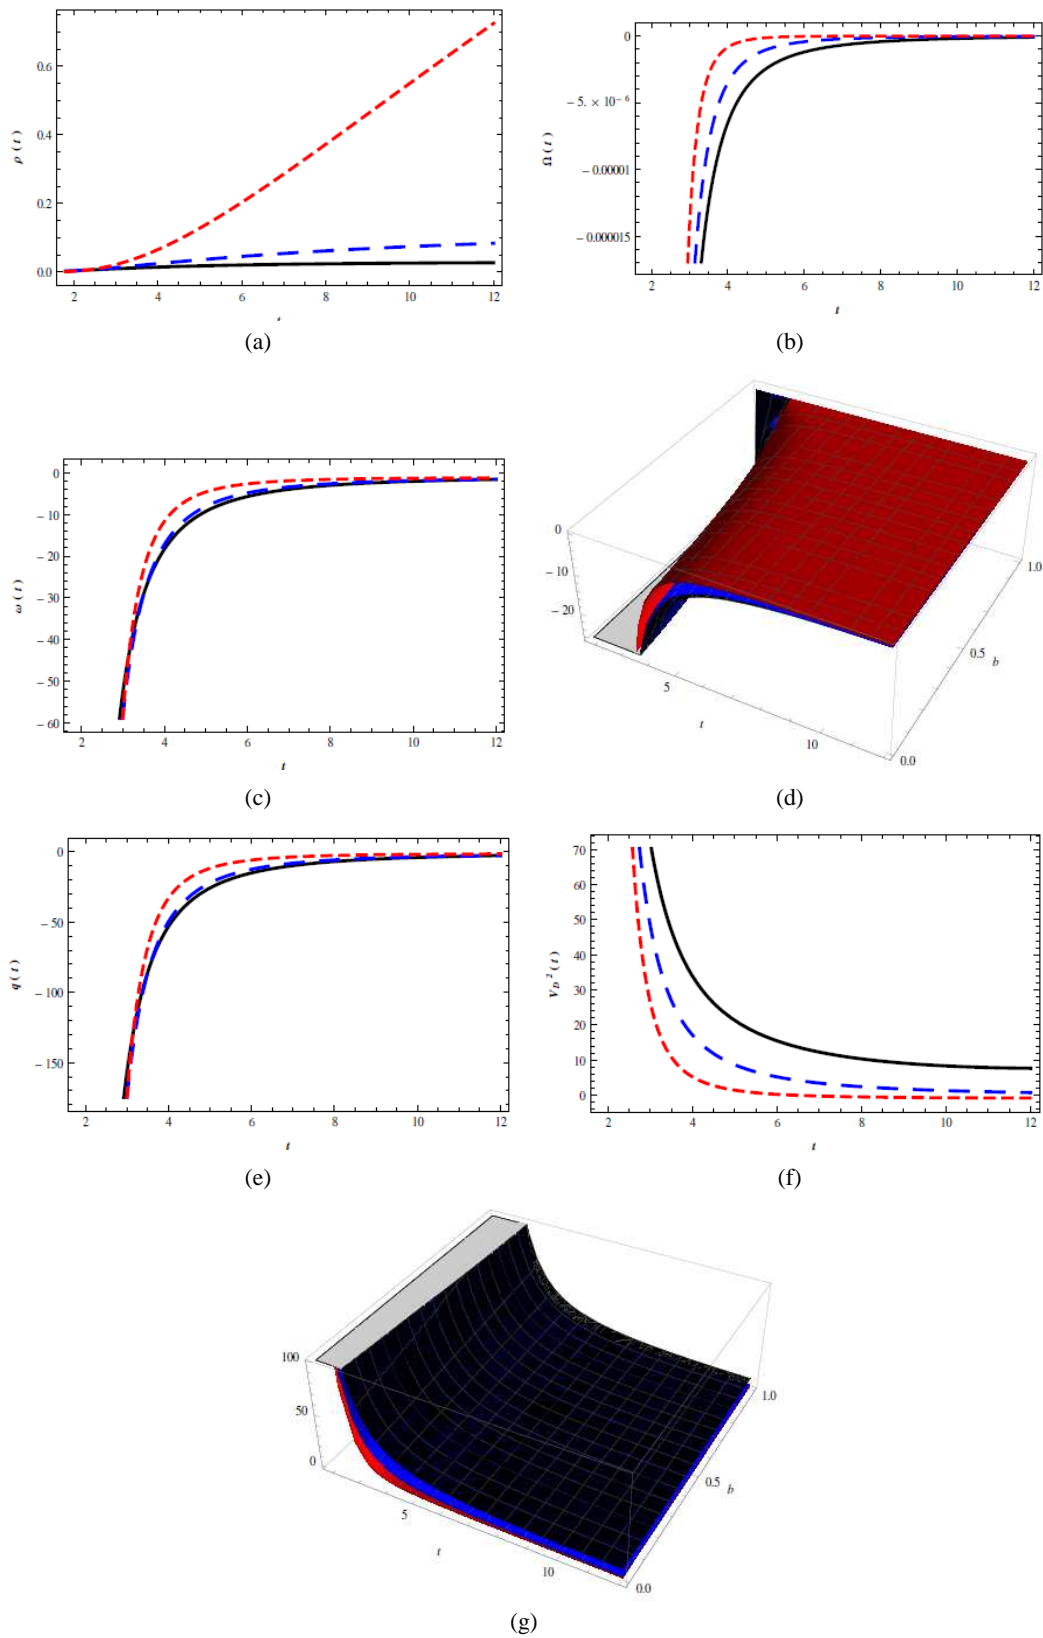 0.6
0.4
0.2
0.0
ρ (t)
2 4 6 8 10 12
(a)
0
- 5. × 10⁻⁶
- 0.00001
- 0.000015
Ω (t)
2 4 6 8 10 12
t
(b)
0
- 10
- 20
- 30
- 40
- 50
- 60
ω (t)
2 4 6 8 10 12
t
(c)
0
- 10
- 20
5
10
t
0.0
0.5
1.0
b
(d)
0
- 50
- 100
- 150
q (t)
2 4 6 8 10 12
t
(e)
70
60
50
40
30
20
10
0
V_D² (t)
2 4 6 8 10 12
t
(f)
100
50
0
5
10
t
0.0
0.5
1.0
b
(g)